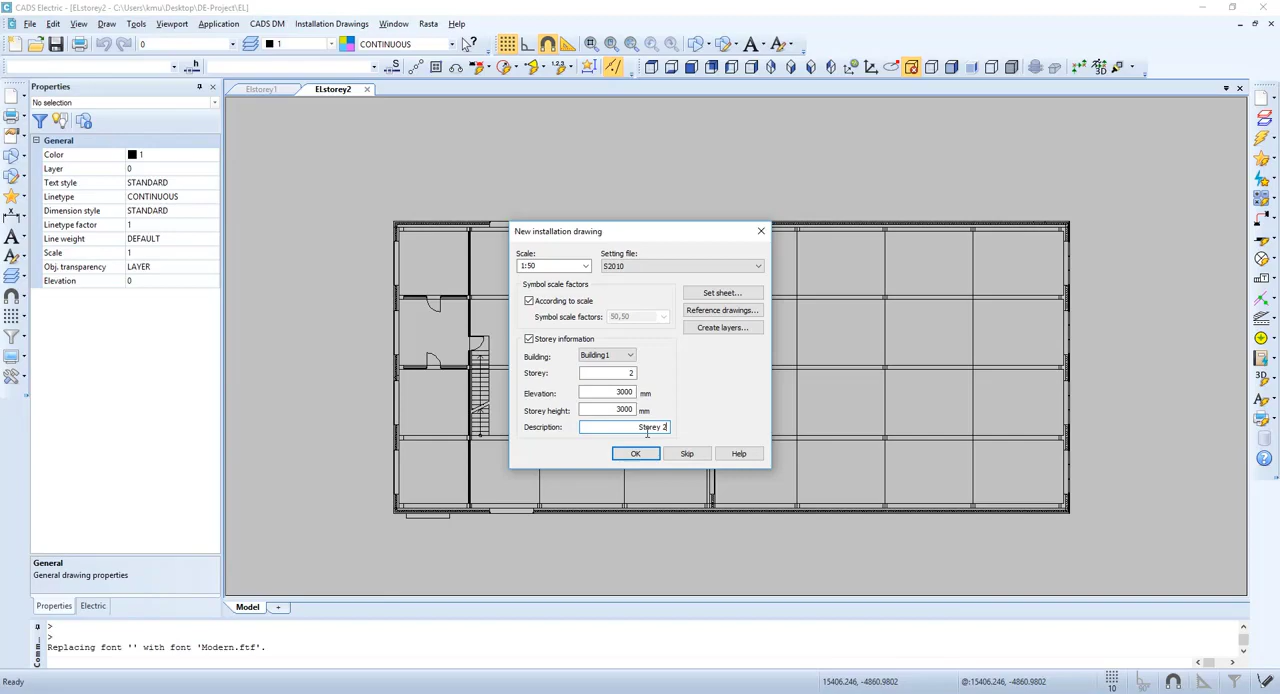 CADS Electric - C:\Users\kmu\Documents\DE-Project\EL]
File Edit View Draw Tools Viewport Application CADS DM Installation Drawings Window Rasta Help
0 1 CONTINUOUS
h S
Properties
No selection
Elstorey1 ELstorey2
General
Color 1
Layer 0
Text style STANDARD
Linetype CONTINUOUS
Dimension style STANDARD
Linetype factor 1
Line weight DEFAULT
Scale 1
Obj. transparency LAYER
Elevation 0
New installation drawing
Scale: Setting file:
1:50 S2010
Symbol scale factors
According to scale
Symbol scale factors: 50,50
Set sheet...
Reference drawings...
Create layers...
Storey information
Building: Building1
Storey: 2
Elevation: 3000 mm
Storey height: 3000 mm
Description: Storey 2
OK Skip Help
General
General drawing properties
Properties Electric
Model +
>
>
Replacing font '' with font 'Modern.ftf'.
Comm...
Ready 15406.246, -4860.9802 @:15406.246, -4860.9802 10